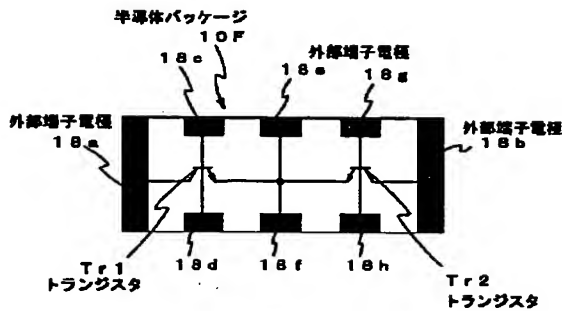 半導体パッケージ
10F
18c
18e
外部端子電極
18g
外部端子電極
18a
外部端子電極
18b
Tr1
トランジスタ
18d
18f
18h
Tr2
トランジスタ